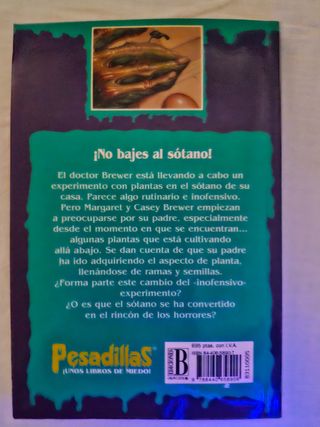 ¡No bajes al sótano!
El doctor Brewer está llevando a cabo un
experimento con plantas en el sótano de su
casa. Parece algo rutinario e inofensivo.
Pero Margaret y Casey Brewer empiezan
a preocuparse por su padre, especialmente
desde el momento en que se encuentran...
algunas plantas que está cultivando
allá abajo. Se dan cuenta de que su padre
ha ido adquiriendo el aspecto de planta,
llenándose de ramas y semillas.
¿Forma parte este cambio del «inofensivo»
experimento?
¿O es que el sótano se ha convertido
en el rincón de los horrores?
Pesadillas
¡UNOS LIBROS DE MIEDO!
EDICIONES
B
695 ptas. con I.V.A.